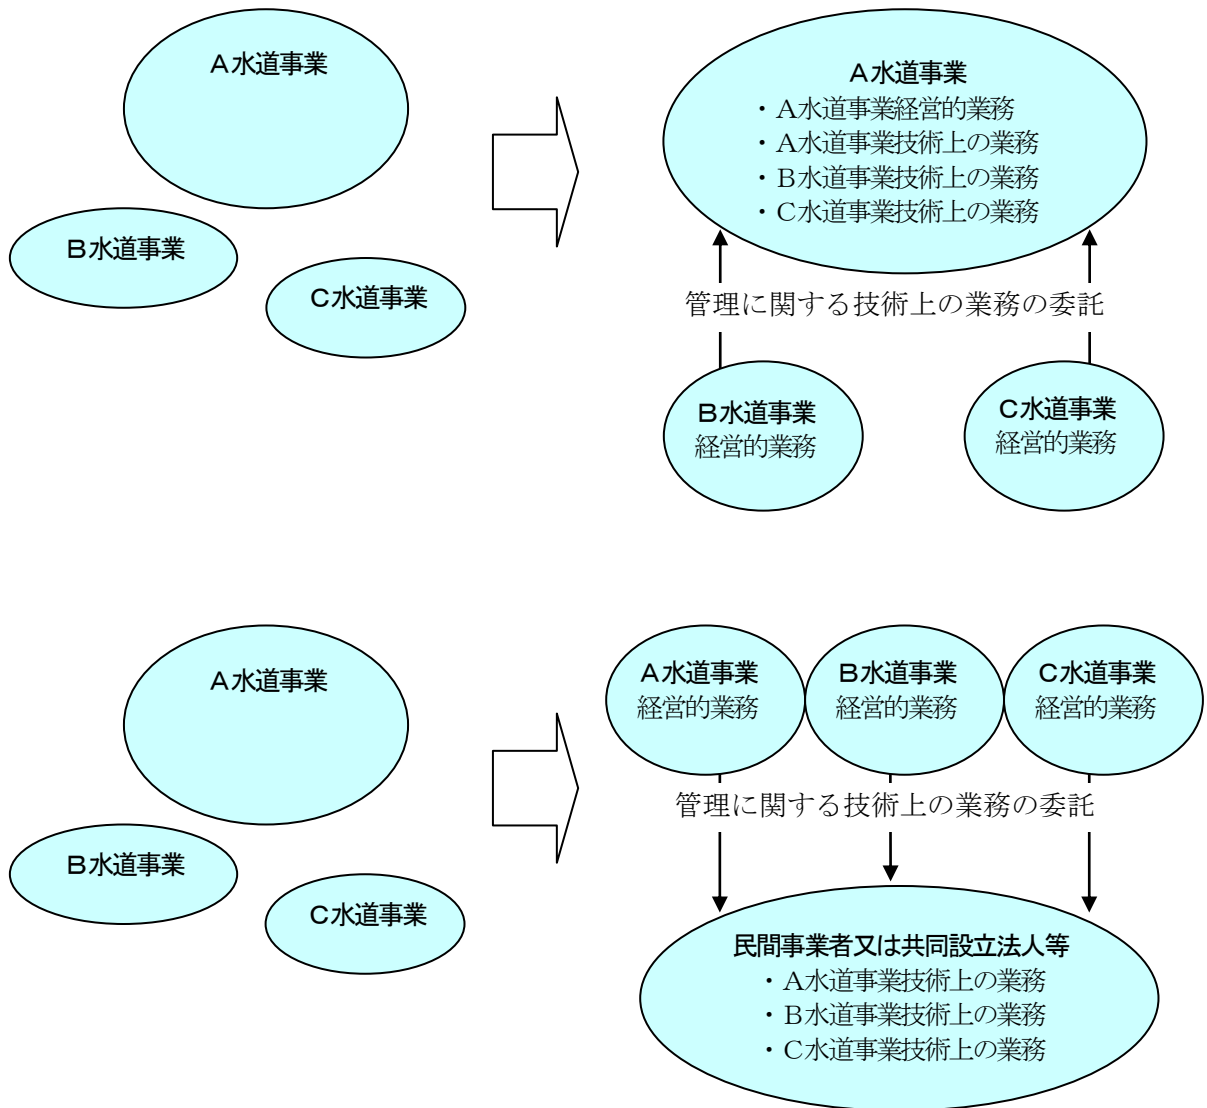 A水道事業
B水道事業
C水道事業
A水道事業
・A水道事業経営的業務
・A水道事業技術上の業務
・B水道事業技術上の業務
・C水道事業技術上の業務
管理に関する技術上の業務の委託
B水道事業
経営的業務
C水道事業
経営的業務
A水道事業
B水道事業
C水道事業
A水道事業
経営的業務
B水道事業
経営的業務
C水道事業
経営的業務
管理に関する技術上の業務の委託
民間事業者又は共同設立法人等
・A水道事業技術上の業務
・B水道事業技術上の業務
・C水道事業技術上の業務